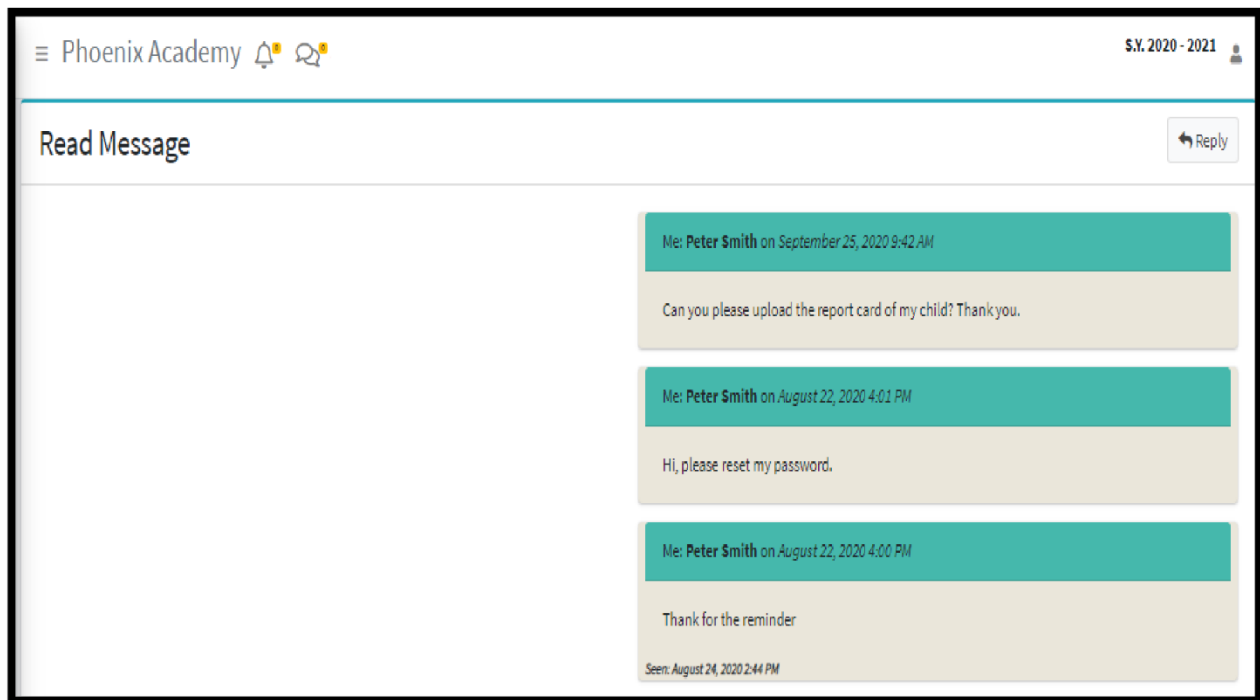 Phoenix Academy
S.Y. 2020 - 2021
Read Message
Reply
Me: Peter Smith on September 25, 2020 9:42 AM
Can you please upload the report card of my child? Thank you.
Me: Peter Smith on August 22, 2020 4:01 PM
Hi, please reset my password.
Me: Peter Smith on August 22, 2020 4:00 PM
Thank for the reminder
Seen: August 24, 2020 2:44 PM